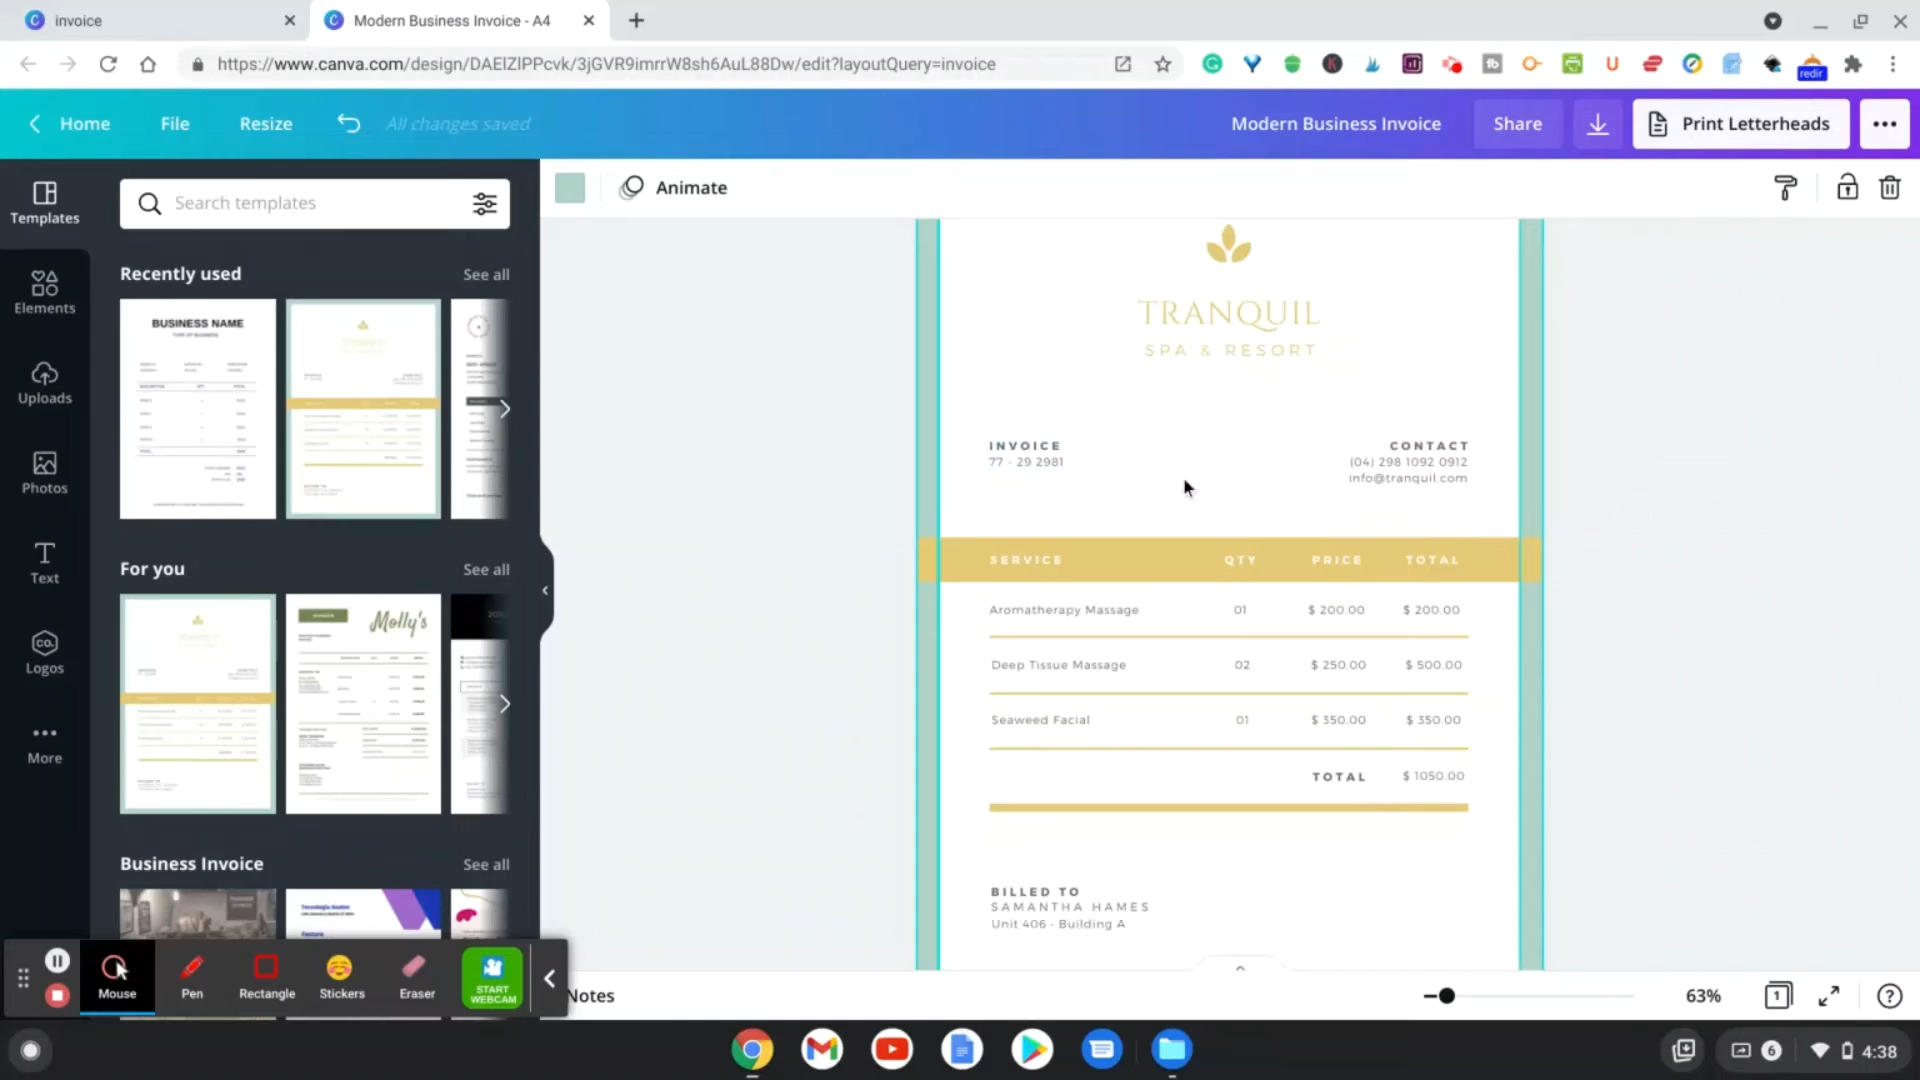 invoice
Modern Business Invoice - A4
https://www.canva.com/design/DAElZlPPcvk/3jGVR9imrrW8sh6AuL88Dw/edit?layoutQuery=invoice
redir
Home
File
Resize
All changes saved
Modern Business Invoice
Share
Print Letterheads
Templates
Elements
Uploads
Photos
Text
CO.
Logos
More
Search templates
Recently used
See all
BUSINESS NAME
For you
See all
Molly's
Business Invoice
See all
Animate
TRANQUIL
SPA & RESORT
INVOICE
77 - 29 2981
CONTACT
(04) 298 1092 0912
info@tranquil.com
SERVICE QTY PRICE TOTAL
Aromatherapy Massage 01 $ 200.00 $ 200.00
Deep Tissue Massage 02 $ 250.00 $ 500.00
Seaweed Facial 01 $ 350.00 $ 350.00
TOTAL $ 1050.00
BILLED TO
SAMANTHA HAMES
Unit 406 - Building A
Mouse
Pen
Rectangle
Stickers
Eraser
START
WEBCAM
Notes
63%
1
6
4:38